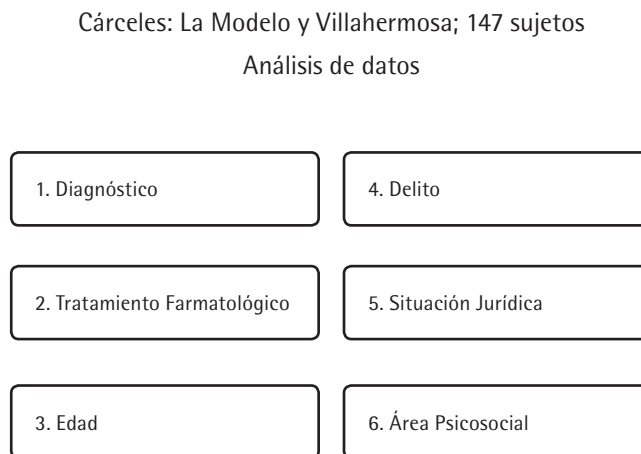 Cárceles: La Modelo y Villahermosa; 147 sujetos
Análisis de datos
1. Diagnóstico
4. Delito
2. Tratamiento Farmatológico
5. Situación Jurídica
3. Edad
6. Área Psicosocial